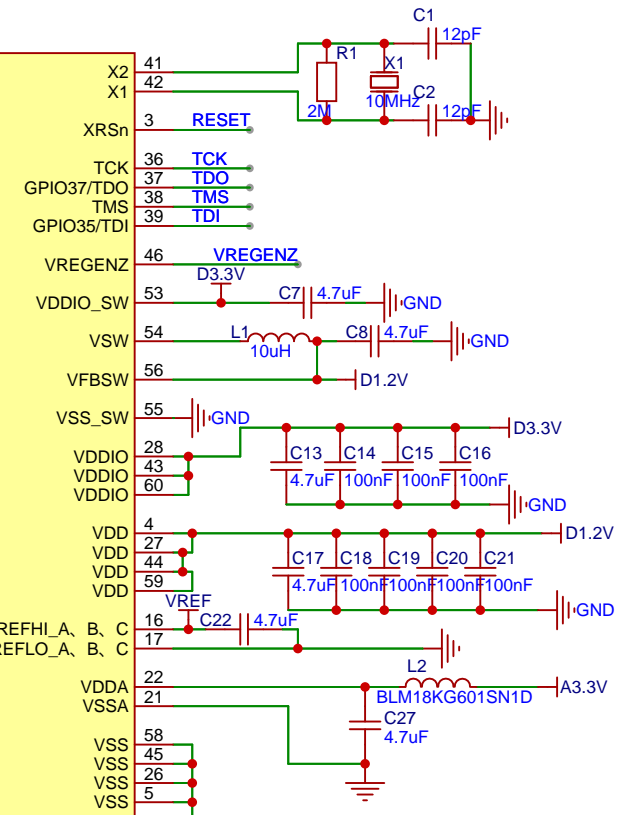 C1
12pF
R1
X1
2M
10MHz
C2
12pF
X2 41
X1 42
XRSn 3 RESET
TCK 36 TCK
GPIO37/TDO 37 TDO
TMS 38 TMS
GPIO35/TDI 39 TDI
VREGENZ 46 VREGENZ
D3.3V
VDDIO_SW 53 C7 4.7uF GND
VSW 54 L1 10uH C8 4.7uF GND
VFBSW 56 D1.2V
VSS_SW 55 GND
D3.3V
VDDIO 28
VDDIO 43
VDDIO 60
C13 C14 C15 C16
4.7uF 100nF 100nF 100nF
GND
VDD 4 D1.2V
VDD 27
VDD 44
VDD 59
C17 C18 C19 C20 C21
4.7uF 100nF 100nF 100nF 100nF
GND
VREF
REFHI_A、B、C 16 C22 4.7uF
REFLO_A、B、C 17
VDDA 22 L2 A3.3V
BLM18KG601SN1D
VSSA 21
C27
4.7uF
VSS 58
VSS 45
VSS 26
VSS 5